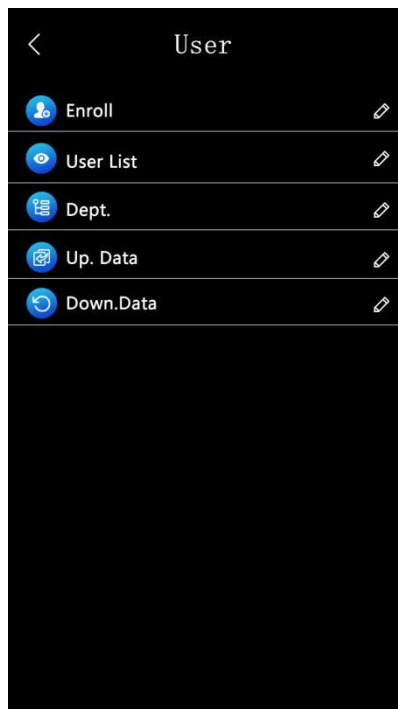 User
Enroll
User List
Dept.
Up. Data
Down.Data